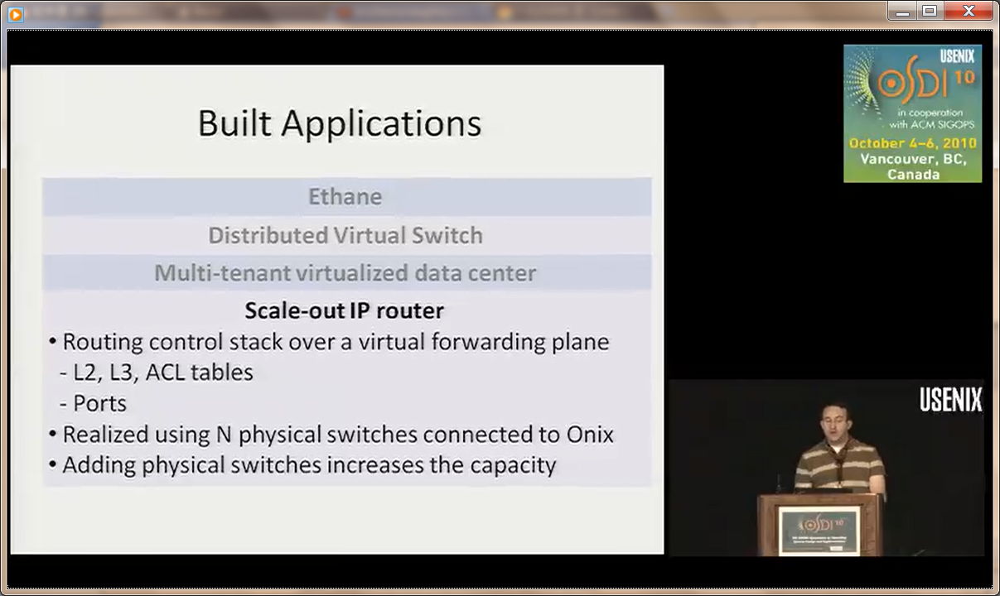 Built Applications
Ethane
Distributed Virtual Switch
Multi-tenant virtualized data center
Scale-out IP router
• Routing control stack over a virtual forwarding plane
- L2, L3, ACL tables
- Ports
• Realized using N physical switches connected to Onix
• Adding physical switches increases the capacity
USENIX
OSDI 10
in cooperation
with ACM SIGOPS
October 4–6, 2010
Vancouver, BC,
Canada
USENIX
OSDI 10